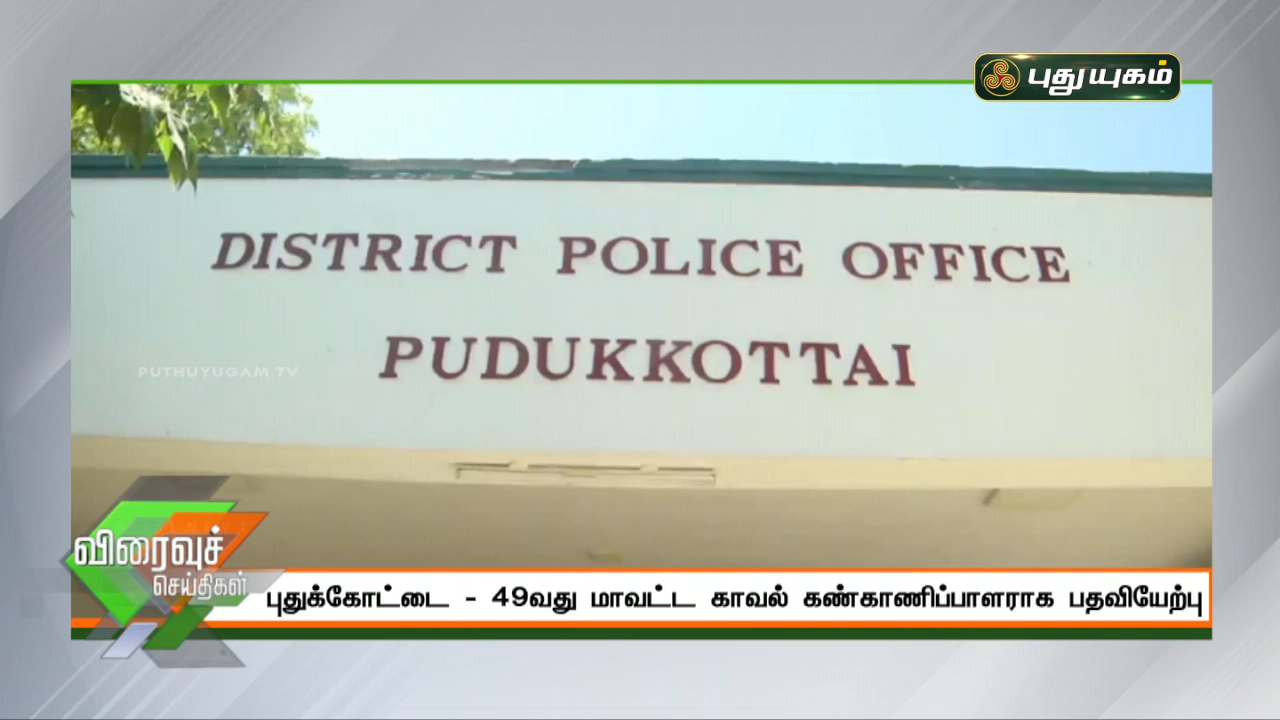 புதுயுகம்
DISTRICT POLICE OFFICE
PUDUKKOTTAI
PUTHUYUGAM TV
விரைவுச்
செய்திகள்
புதுக்கோட்டை - 49வது மாவட்ட காவல் கண்காணிப்பாளராக பதவியேற்பு